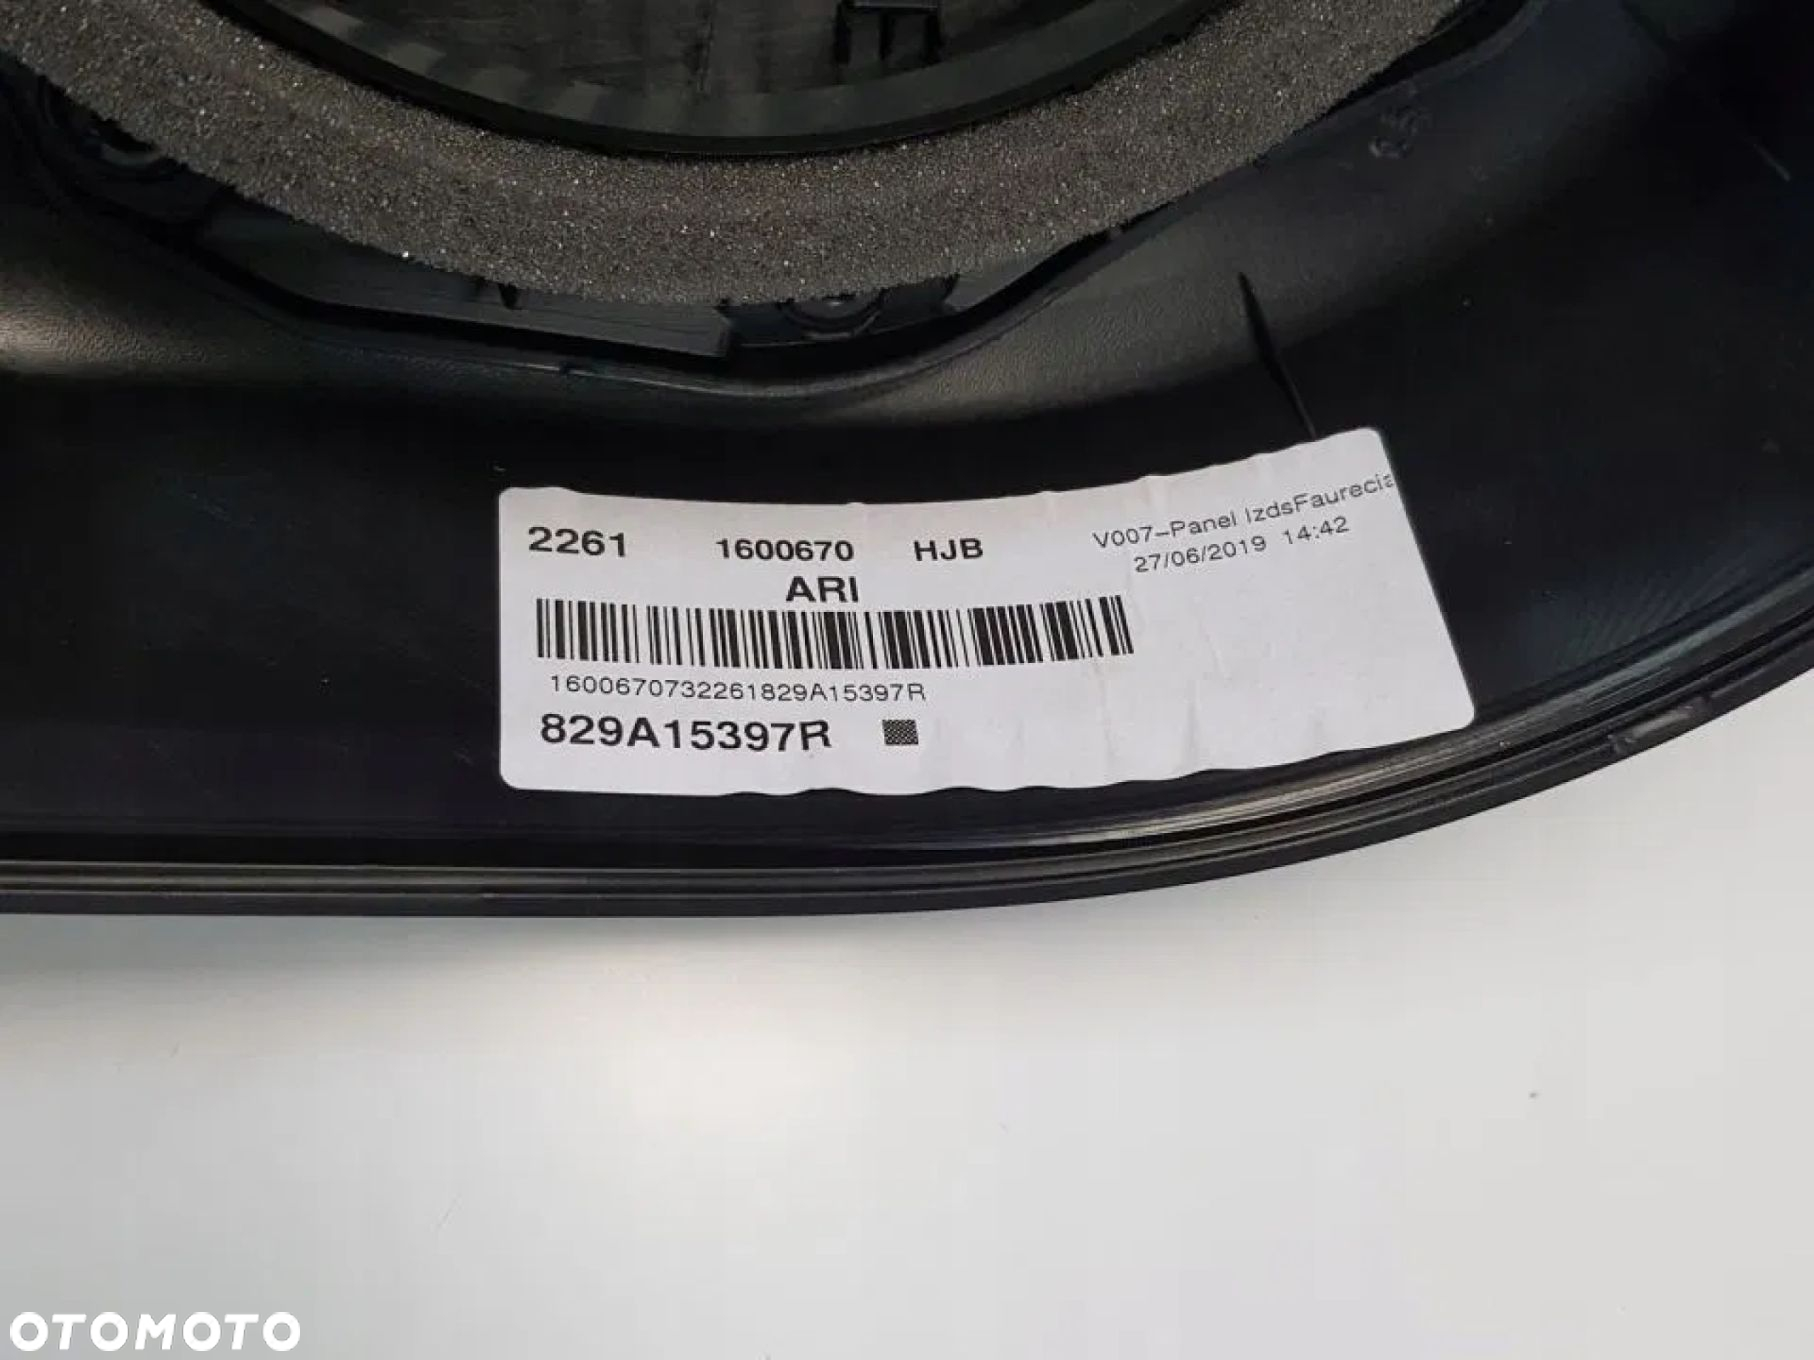 2261 1600670 HJB
ARI
V007-Panel IzdsFaurecia
27/06/2019 14:42
1600670732261829A15397R
829A15397R
OTOMOTO